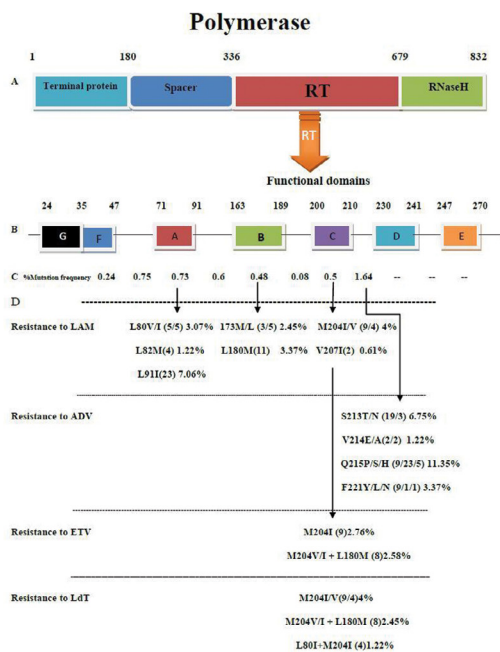 Polymerase
1 180 336 679 832
A Terminal protein Spacer RT RNaseH
RT
Functional domains
24 35 47 71 91 163 189 200 210 230 241 247 270
B G F A B C D E
C %Mutation frequency 0.24 0.75 0.73 0.6 0.48 0.08 0.5 1.64 -- -- --
D
Resistance to LAM L80V/I (5/5) 3.07% 173M/L (3/5) 2.45% M204I/V (9/4) 4%
L82M(4) 1.22% L180M(11) 3.37% V207I(2) 0.61%
L91I(23) 7.06%
Resistance to ADV S213T/N (19/3) 6.75%
V214E/A(2/2) 1.22%
Q215P/S/H (9/23/5) 11.35%
F221Y/L/N (9/1/1) 3.37%
Resistance to ETV M204I (9)2.76%
M204V/I + L180M (8)2.58%
Resistance to LdT M204I/V(9/4)4%
M204V/I + L180M (8)2.45%
L80I+M204I (4)1.22%